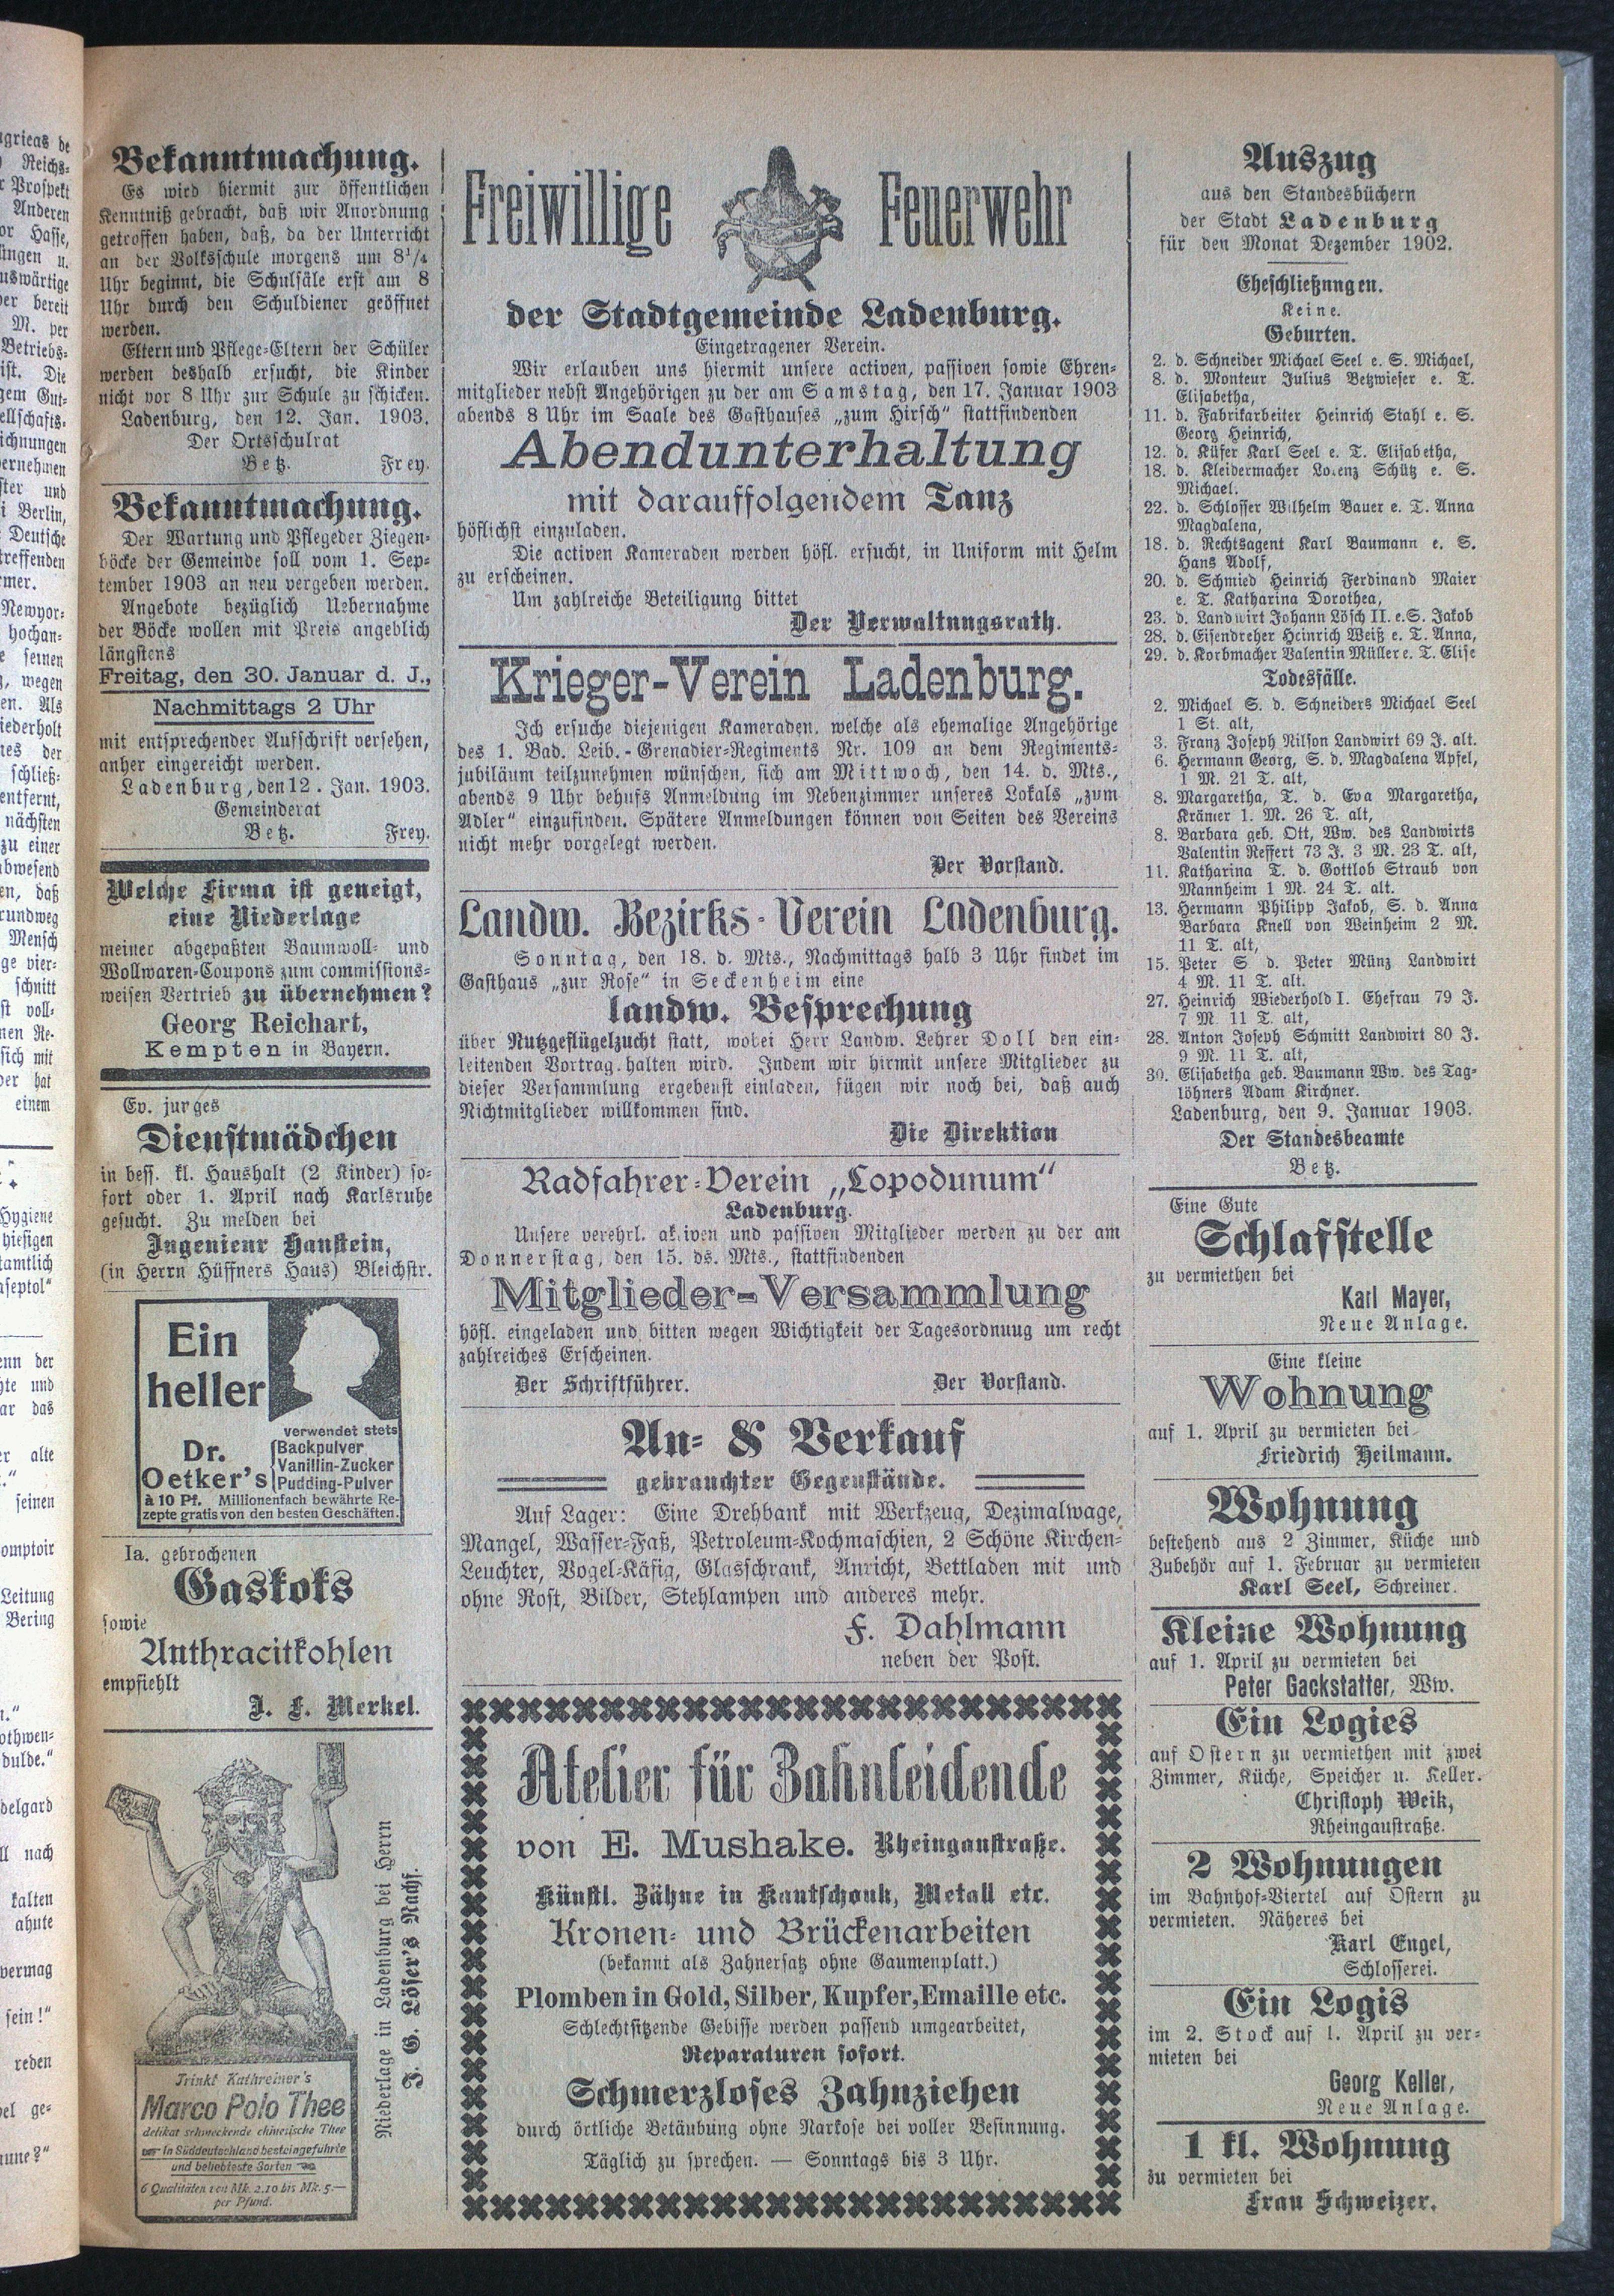 Bekanntmachung.
Es wird hiermit zur öffentlichen
Kenntniß gebracht, daß wir Anordnung
getroffen haben, daß, da der Unterricht
an der Volksschule morgens um 8¹/₄
Uhr beginnt, die Schulsäle erst am 8
Uhr durch den Schuldiener geöffnet
werden.
Eltern und Pflege-Eltern der Schüler
werden deshalb ersucht, die Kinder
nicht vor 8 Uhr zur Schule zu schicken.
Ladenburg, den 12. Jan. 1903.
Der Ortsschulrat
Betz. Frey.
Bekanntmachung.
Der Wartung und Pflegeder Ziegen-
böcke der Gemeinde soll vom 1. Sep-
tember 1903 an neu vergeben werden.
Angebote bezüglich Uebernahme
der Böcke wollen mit Preis angeblich
längstens
Freitag, den 30. Januar d. J.,
Nachmittags 2 Uhr
mit entsprechender Aufschrift versehen,
anher eingereicht werden.
Ladenburg, den 12. Jan. 1903.
Gemeinderat
Betz. Frey.
Welche Firma ist geneigt,
eine Niederlage
meiner abgepaßten Baumwoll- und
Wollwaren-Coupons zum commissions-
weisen Vertrieb zu übernehmen?
Georg Reichart,
Kempten in Bayern.
Ev. junges
Dienstmädchen
in bess. kl. Haushalt (2 Kinder) so-
fort oder 1. April nach Karlsruhe
gesucht. Zu melden bei
Ingenieur Hanstein,
(in Herrn Hüffners Haus) Bleichstr.
Ein
heller
verwendet stets
Dr.
Oetker's
Backpulver
Vanillin-Zucker
Pudding-Pulver
à 10 Pf. Millionenfach bewährte Re-
zepte gratis von den besten Geschäften.
Ia. gebrochenen
Gaskoks
sowie
Anthracitkohlen
empfiehlt
J. F. Merkel.
Trinkt Kathreiner's
Marco Polo Thee
delikat schmeckende chinesische Thee
In Süddeutschland besteingeführte
und beliebteste Sorten
6 Qualitäten von Mk. 2.10 bis Mk. 5.—
per Pfund.
Niederlage in Ladenburg bei Herrn
J. G. Löser's Nachf.
Freiwillige Feuerwehr
der Stadtgemeinde Ladenburg.
Eingetragener Verein.
Wir erlauben uns hiermit unsere activen, passiven sowie Ehren-
mitglieder nebst Angehörigen zu der am Samstag, den 17. Januar 1903
abends 8 Uhr im Saale des Gasthauses „zum Hirsch“ stattfindenden
Abendunterhaltung
mit darauffolgendem Tanz
höflichst einzuladen.
Die activen Kameraden werden höfl. ersucht, in Uniform mit Helm
zu erscheinen.
Um zahlreiche Beteiligung bittet
Der Verwaltungsrath.
Krieger-Verein Ladenburg.
Ich ersuche diejenigen Kameraden, welche als ehemalige Angehörige
des 1. Bad. Leib.-Grenadier-Regiments Nr. 109 an dem Regiments-
jubiläum teilzunehmen wünschen, sich am Mittwoch, den 14. d. Mts.,
abends 9 Uhr behufs Anmeldung im Nebenzimmer unseres Lokals „zum
Adler“ einzufinden. Spätere Anmeldungen können von Seiten des Vereins
nicht mehr vorgelegt werden.
Der Vorstand.
Landw. Bezirks-Verein Ladenburg.
Sonntag, den 18. d. Mts., Nachmittags halb 3 Uhr findet im
Gasthaus „zur Rose“ in Seckenheim eine
landw. Besprechung
über Nutzgeflügelzucht statt, wobei Herr Landw. Lehrer Doll den ein-
leitenden Vortrag halten wird. Indem wir hirmit unsere Mitglieder zu
dieser Versammlung ergebenst einladen, fügen wir noch bei, daß auch
Nichtmitglieder willkommen sind.
Die Direktion
Radfahrer-Verein „Lopodunum“
Ladenburg.
Unsere verehrl. aktiven und passiven Mitglieder werden zu der am
Donnerstag, den 15. ds. Mts., stattfindenden
Mitglieder-Versammlung
höfl. eingeladen und bitten wegen Wichtigkeit der Tagesordnuug um recht
zahlreiches Erscheinen.
Der Schriftführer. Der Vorstand.
An- & Verkauf
gebrauchter Gegenstände.
Auf Lager: Eine Drehbank mit Werkzeug, Dezimalwage,
Mangel, Wasser-Faß, Petroleum-Kochmaschien, 2 Schöne Kirchen-
Leuchter, Vogel-Käfig, Glasschrank, Anricht, Bettladen mit und
ohne Rost, Bilder, Stehlampen und anderes mehr.
F. Dahlmann
neben der Post.
Atelier für Zahnleidende
von E. Mushake. Rheingaustraße.
Künstl. Zähne in Kautschouk, Metall etc.
Kronen- und Brückenarbeiten
(bekannt als Zahnersatz ohne Gaumenplatt.)
Plomben in Gold, Silber, Kupfer, Emaille etc.
Schlechtsitzende Gebisse werden passend umgearbeitet,
Reparaturen sofort.
Schmerzloses Zahnziehen
durch örtliche Betäubung ohne Narkose bei voller Besinnung.
Täglich zu sprechen. — Sonntags bis 3 Uhr.
Auszug
aus den Standesbüchern
der Stadt Ladenburg
für den Monat Dezember 1902.
Eheschließnngen.
Keine.
Geburten.
2. d. Schneider Michael Seel e. S. Michael,
8. d. Monteur Julius Betzwieser e. T.
Elisabetha,
11. d. Fabrikarbeiter Heinrich Stahl e. S.
Georg Heinrich,
12. d. Küfer Karl Seel e. T. Elisabetha,
18. d. Kleidermacher Lorenz Schütz e. S.
Michael.
22. d. Schlosser Wilhelm Bauer e. T. Anna
Magdalena,
18. d. Rechtsagent Karl Baumann e. S.
Hans Adolf,
20. d. Schmied Heinrich Ferdinand Maier
e. T. Katharina Dorothea,
23. d. Landwirt Johann Lösch II. e. S. Jakob
28. d. Eisendreher Heinrich Weiß e. T. Anna,
29. d. Korbmacher Valentin Müller e. T. Elise
Todesfälle.
2. Michael S. d. Schneiders Michael Seel
1 St. alt,
3. Franz Joseph Nilson Landwirt 69 J. alt.
6. Hermann Georg, S. d. Magdalena Apfel,
1 M. 21 T. alt,
8. Margaretha, T. d. Eva Margaretha,
Krämer 1. M. 26 T. alt,
8. Barbara geb. Ott, Ww. des Landwirts
Valentin Reffert 73 J. 3 M. 23 T. alt,
11. Katharina T. d. Gottlob Straub von
Mannheim 1 M. 24 T. alt.
13. Hermann Philipp Jakob, S. d. Anna
Barbara Knell von Weinheim 2 M.
11 T. alt,
15. Peter S d. Peter Münz Landwirt
4 M. 11 T. alt.
27. Heinrich Wiederhold I. Ehefrau 79 J.
7 M. 11 T. alt,
28. Anton Joseph Schmitt Landwirt 80 J.
9 M. 11 T. alt,
30. Elisabetha geb. Baumann Ww. des Tag-
löhners Adam Kirchner.
Ladenburg, den 9. Januar 1903.
Der Standesbeamte
Betz.
Eine Gute
Schlafstelle
zu vermiethen bei
Karl Mayer,
Neue Anlage.
Eine kleine
Wohnung
auf 1. April zu vermieten bei
Friedrich Heilmann.
Wohnung
bestehend aus 2 Zimmer, Küche und
Zubehör auf 1. Februar zu vermieten
Karl Seel, Schreiner.
Kleine Wohnung
auf 1. April zu vermieten bei
Peter Gackstatter, Ww.
Ein Logies
auf Ostern zu vermiethen mit zwei
Zimmer, Küche, Speicher u. Keller.
Christoph Weik,
Rheingaustraße.
2 Wohnungen
im Bahnhof-Viertel auf Ostern zu
vermieten. Näheres bei
Karl Engel,
Schlosserei.
Ein Logis
im 2. Stock auf 1. April zu ver-
mieten bei
Georg Keller,
Neue Anlage.
1 kl. Wohnung
zu vermieten bei
Frau Schweizer.